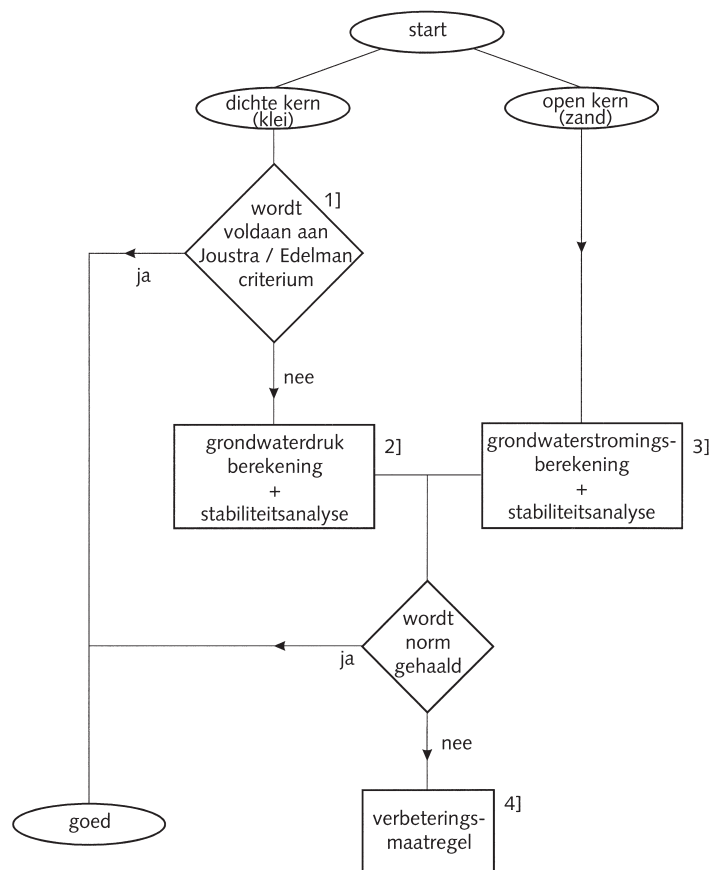 start
dichte kern
(klei)
open kern
(zand)
1]
wordt
voldaan aan
Joustra / Edelman
criterium
ja
nee
grondwaterdruk
berekening
+
stabiliteitsanalyse
2]
grondwaterstromings-
berekening
+
stabiliteitsanalyse
3]
wordt
norm
gehaald
ja
nee
goed
verbeterings-
maatregel
4]